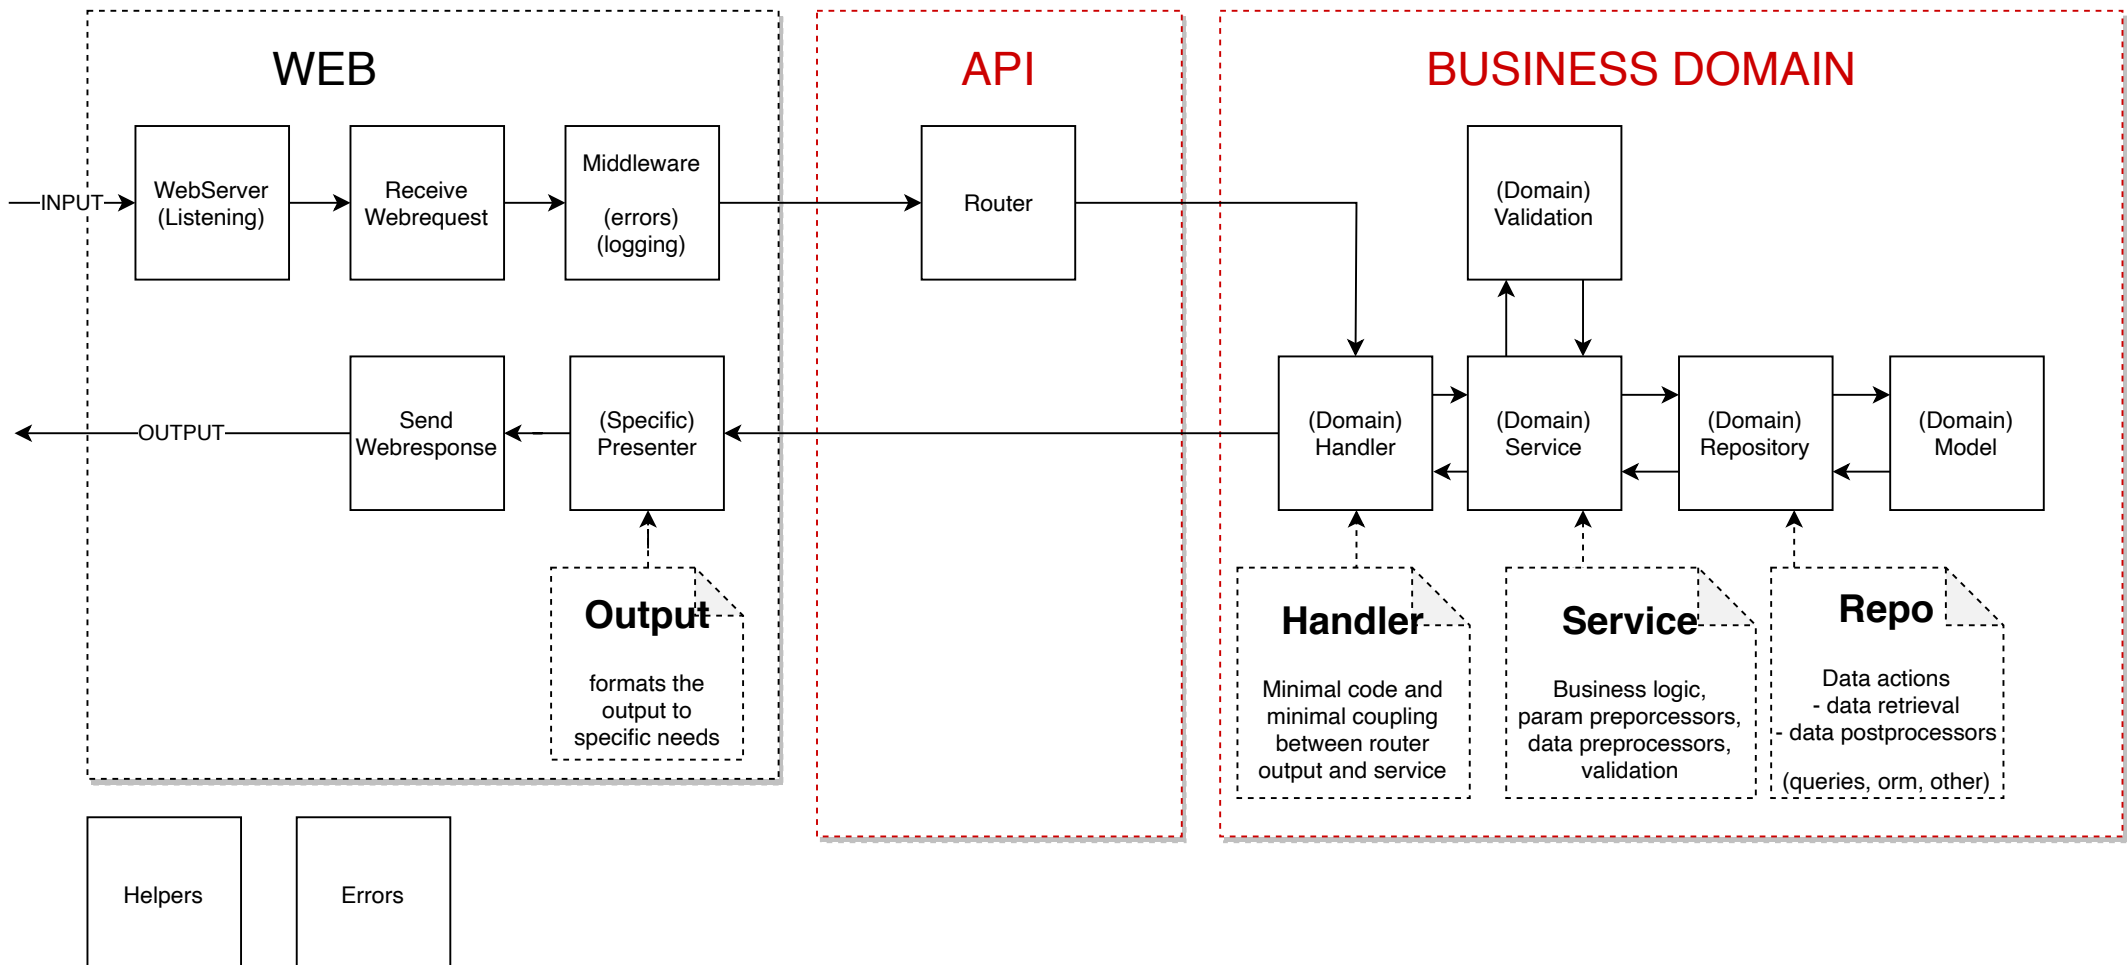 WEB
API
BUSINESS DOMAIN
INPUT
WebServer
(Listening)
Receive
Webrequest
Middleware
(errors)
(logging)
Router
(Domain)
Validation
OUTPUT
Send
Webresponse
(Specific)
Presenter
(Domain)
Handler
(Domain)
Service
(Domain)
Repository
(Domain)
Model
Output
formats the
output to
specific needs
Handler
Minimal code and
minimal coupling
between router
output and service
Service
Business logic,
param preporcessors,
data preprocessors,
validation
Repo
Data actions
- data retrieval
- data postprocessors
(queries, orm, other)
Helpers
Errors